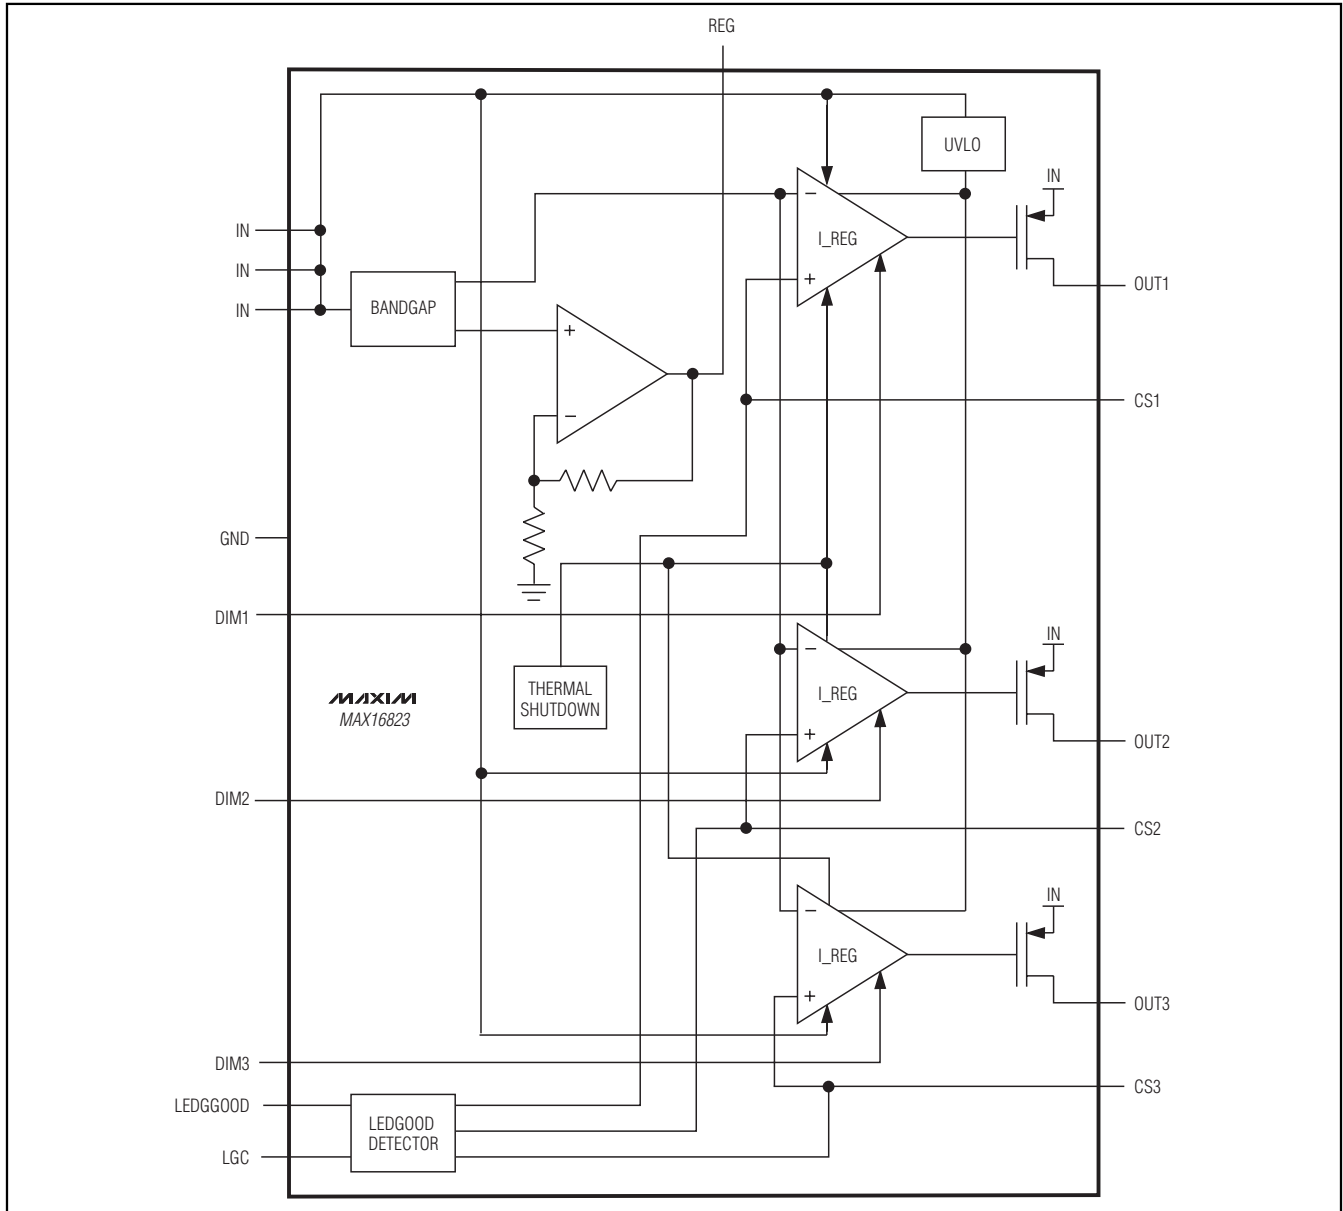 REG
UVLO
IN
−
I_REG
+
OUT1
IN
IN
IN
BANDGAP
+
−
CS1
GND
DIM1
THERMAL
SHUTDOWN
MAXIM
MAX16823
IN
−
I_REG
+
OUT2
DIM2
CS2
IN
−
I_REG
+
OUT3
DIM3
CS3
LEDGGOOD
LEDGOOD
DETECTOR
LGC